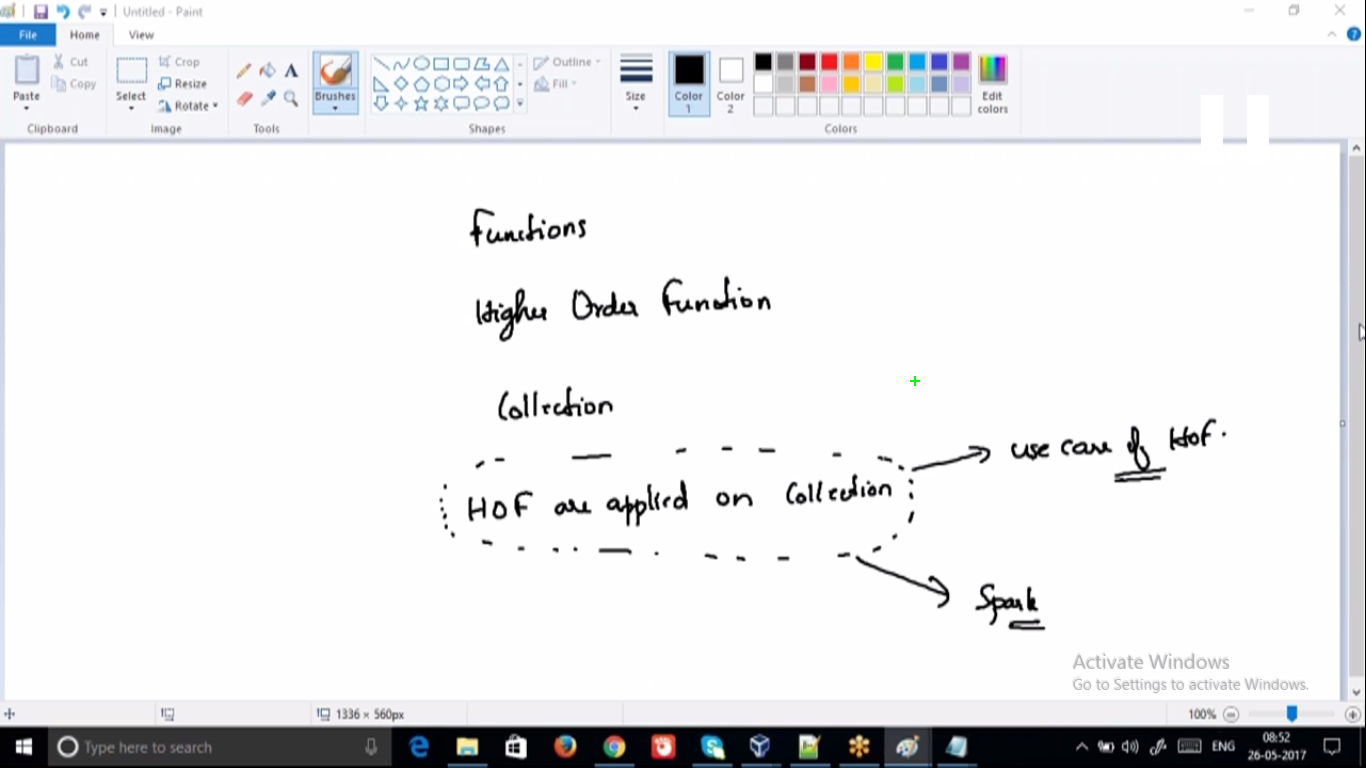 Untitled - Paint
File Home View
Paste Cut Copy Select Crop Resize Rotate Brushes Outline Fill Size Color 1 Color 2 Edit colors
Clipboard Image Tools Shapes Colors
Functions
Higher Order Function
Collection
use case of HOF.
HOF are applied on Collection
Spark
Activate Windows
Go to Settings to activate Windows.
1336 × 560px 100%
Type here to search ENG 08:52 26-05-2017